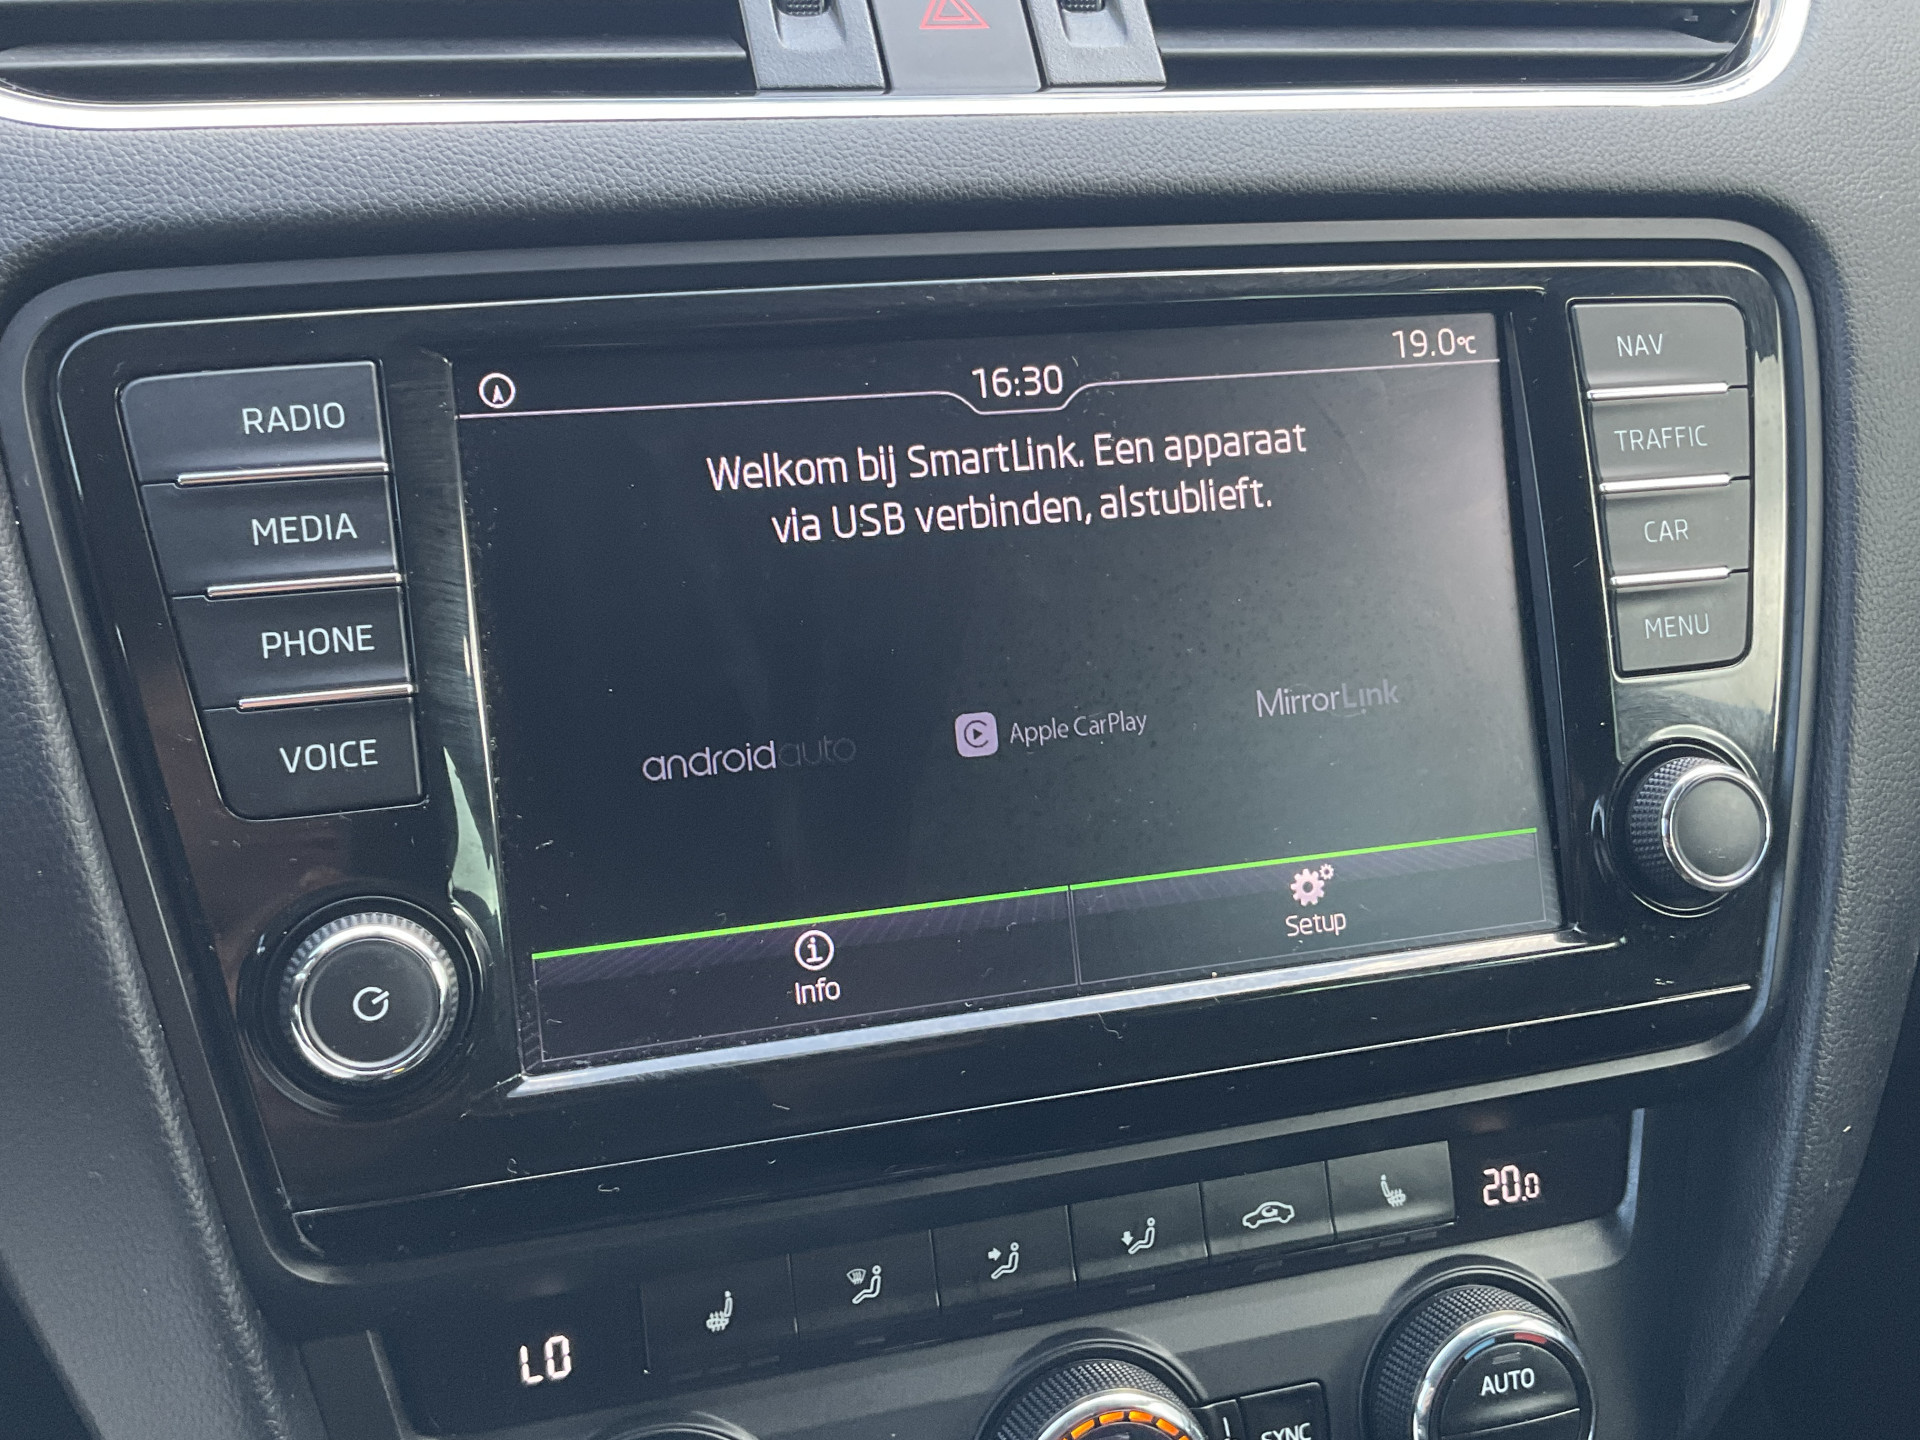 RADIO
MEDIA
PHONE
VOICE
16:30
19.0°C
Welkom bij SmartLink. Een apparaat
via USB verbinden, alstublieft.
androidauto
Apple CarPlay
MirrorLink
Info
Setup
NAV
TRAFFIC
CAR
MENU
LO
20.0
SYNC
AUTO